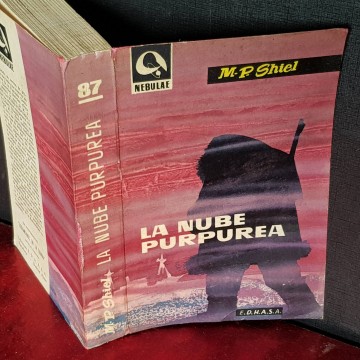 87
LA NUBE PURPUREA
M.P. Shiel
NEBULAE
M.P. Shiel
LA NUBE
PURPUREA
E.D.H.A.S.A.